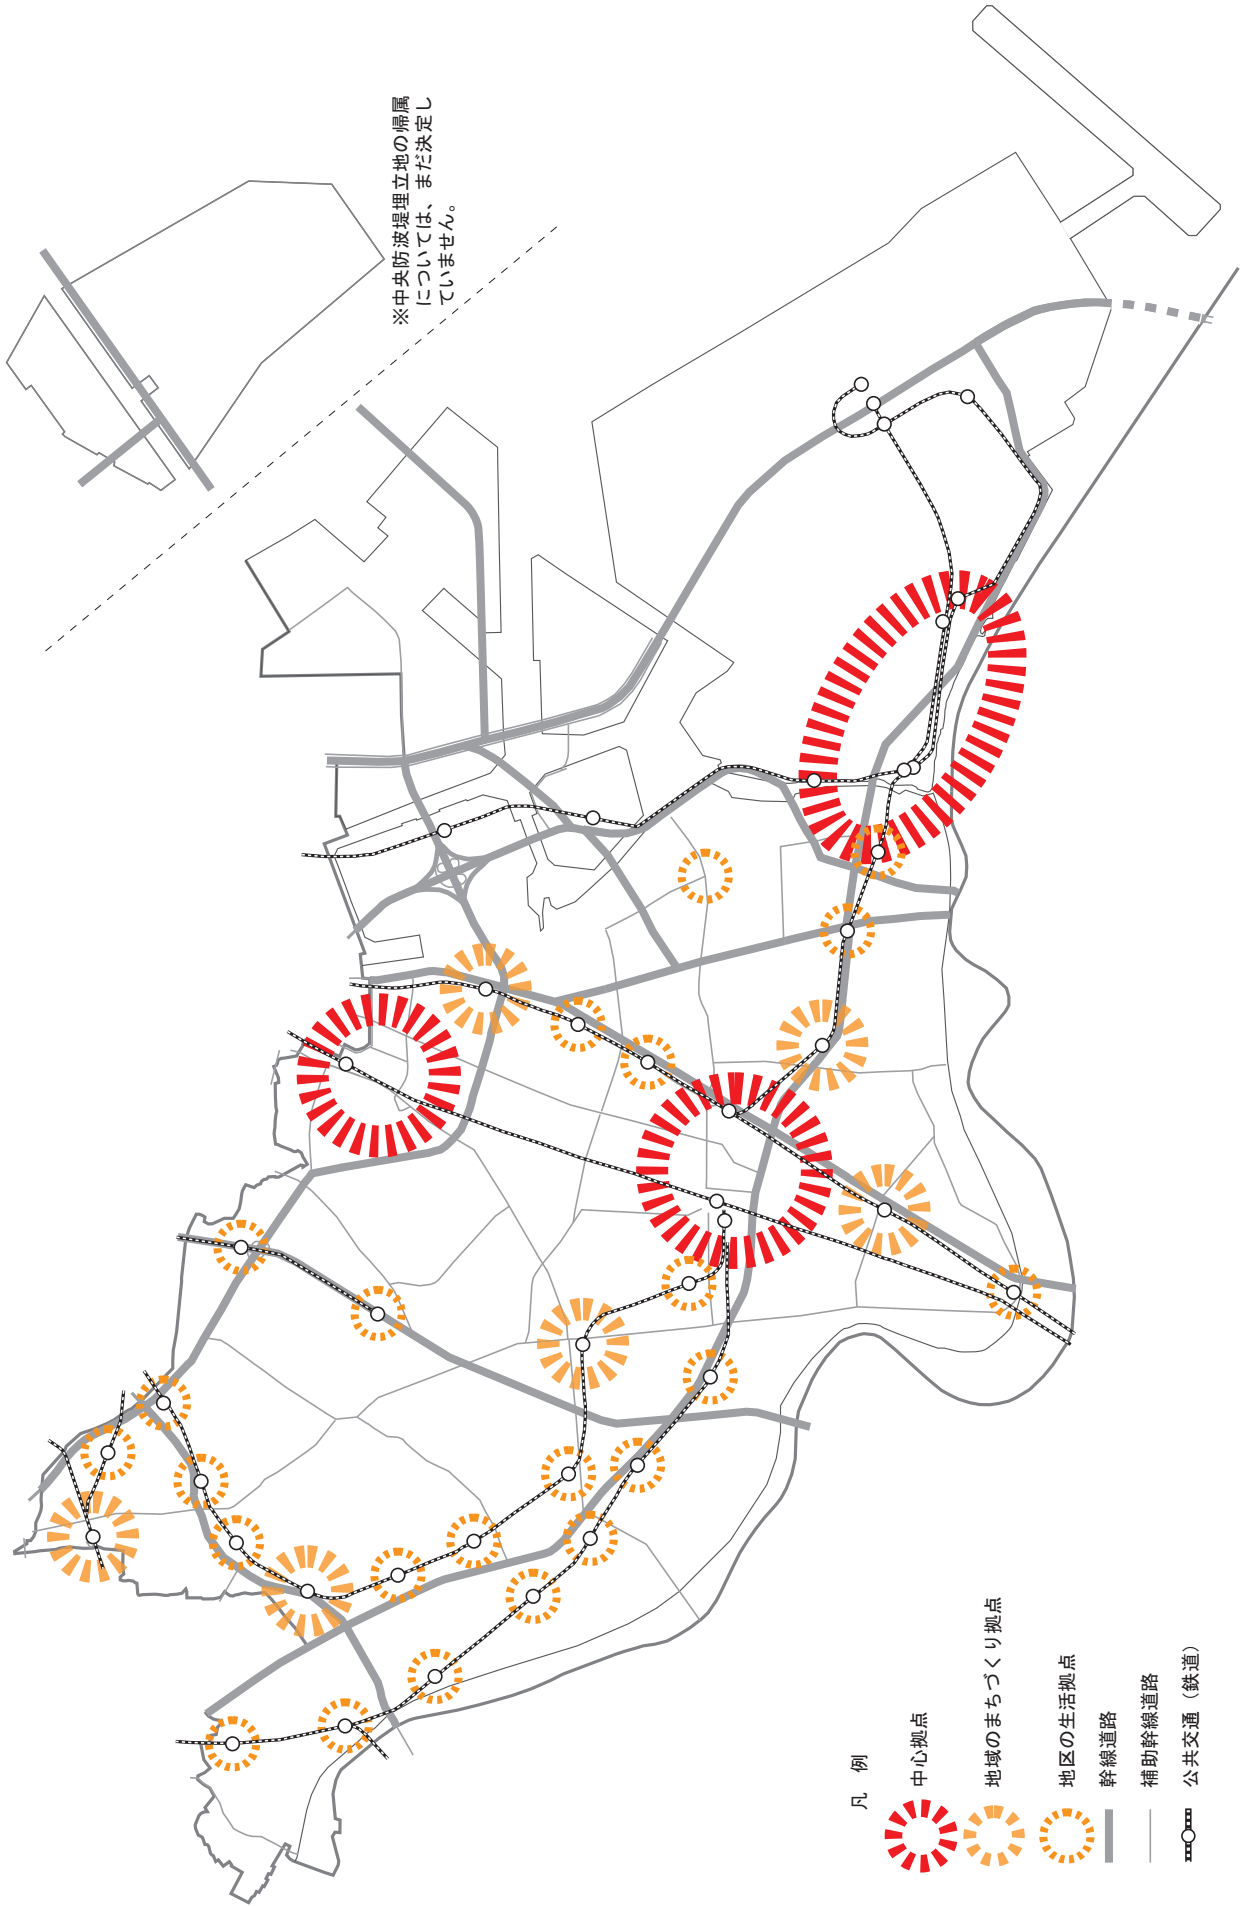 ※中央防波堤埋立地の帰属
については、まだ決定し
ていません。
凡 例
中心拠点
地域のまちづくり拠点
地区の生活拠点
幹線道路
補助幹線道路
公共交通（鉄道）